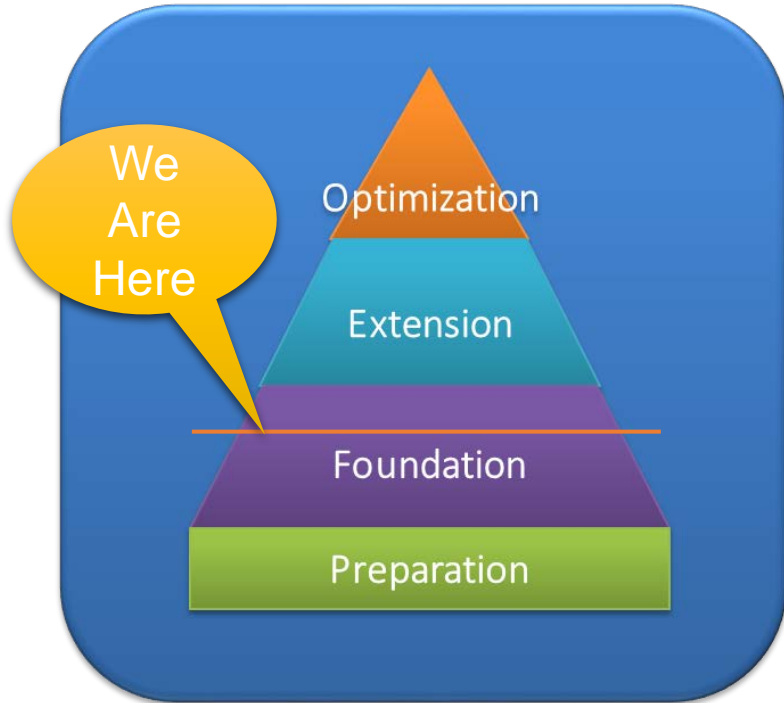 We
Are
Here
Optimization
Extension
Foundation
Preparation